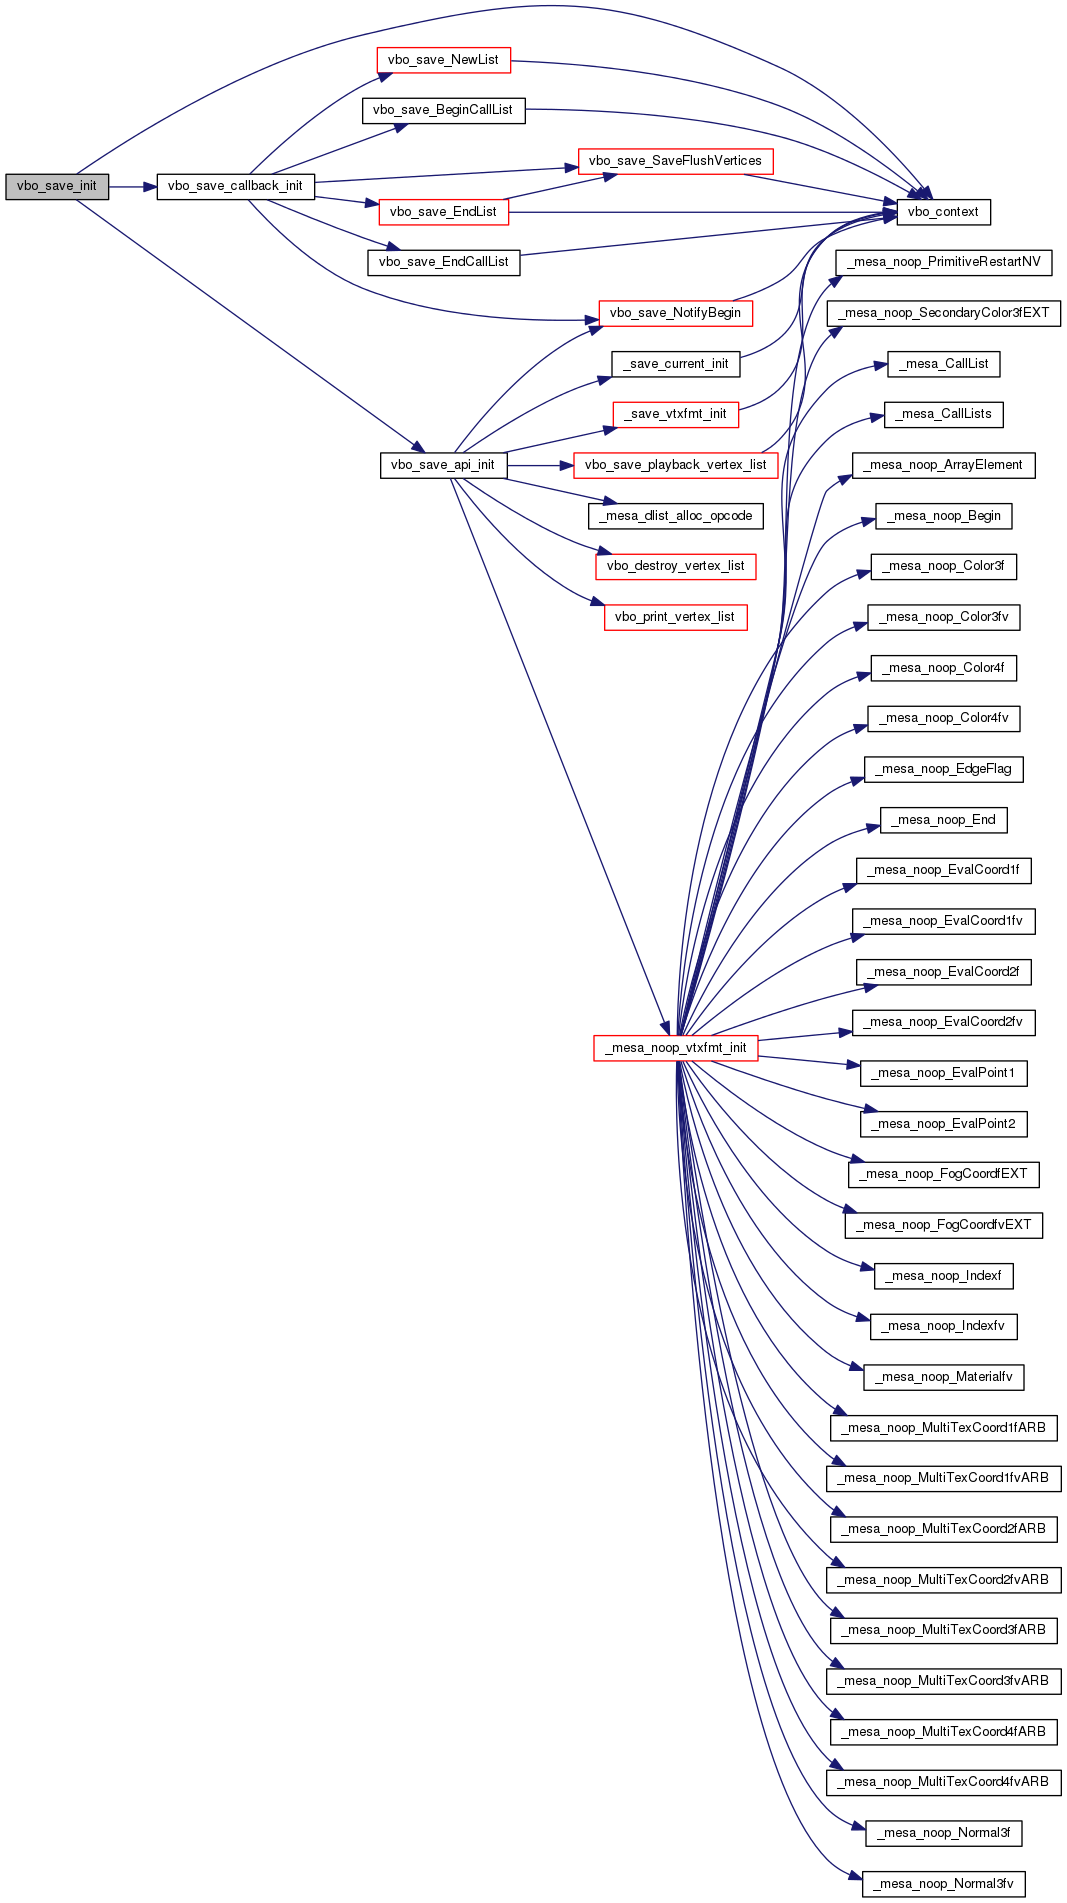 vbo_save_init
vbo_save_callback_init
vbo_save_NewList
vbo_save_BeginCallList
vbo_save_SaveFlushVertices
vbo_save_EndList
vbo_save_EndCallList
vbo_context
vbo_save_NotifyBegin
_save_current_init
_save_vtxfmt_init
vbo_save_api_init
vbo_save_playback_vertex_list
_mesa_dlist_alloc_opcode
vbo_destroy_vertex_list
vbo_print_vertex_list
_mesa_noop_vtxfmt_init
_mesa_noop_PrimitiveRestartNV
_mesa_noop_SecondaryColor3fEXT
_mesa_CallList
_mesa_CallLists
_mesa_noop_ArrayElement
_mesa_noop_Begin
_mesa_noop_Color3f
_mesa_noop_Color3fv
_mesa_noop_Color4f
_mesa_noop_Color4fv
_mesa_noop_EdgeFlag
_mesa_noop_End
_mesa_noop_EvalCoord1f
_mesa_noop_EvalCoord1fv
_mesa_noop_EvalCoord2f
_mesa_noop_EvalCoord2fv
_mesa_noop_EvalPoint1
_mesa_noop_EvalPoint2
_mesa_noop_FogCoordfEXT
_mesa_noop_FogCoordfvEXT
_mesa_noop_Indexf
_mesa_noop_Indexfv
_mesa_noop_Materialfv
_mesa_noop_MultiTexCoord1fARB
_mesa_noop_MultiTexCoord1fvARB
_mesa_noop_MultiTexCoord2fARB
_mesa_noop_MultiTexCoord2fvARB
_mesa_noop_MultiTexCoord3fARB
_mesa_noop_MultiTexCoord3fvARB
_mesa_noop_MultiTexCoord4fARB
_mesa_noop_MultiTexCoord4fvARB
_mesa_noop_Normal3f
_mesa_noop_Normal3fv